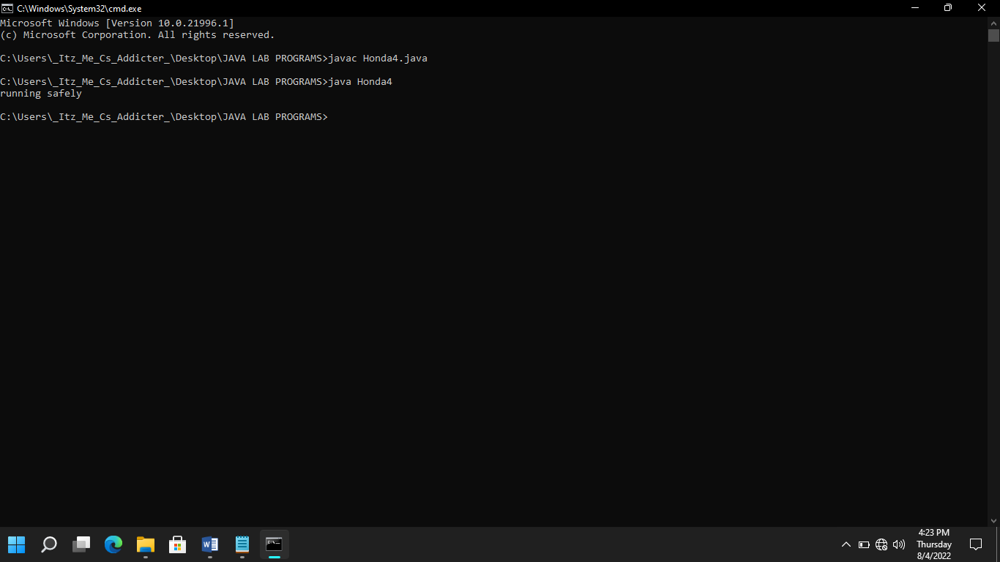 C:\Windows\System32\cmd.exe
Microsoft Windows [Version 10.0.21996.1]
(c) Microsoft Corporation. All rights reserved.
C:\Users\_Itz_Me_Cs_Addicter_\Desktop\JAVA LAB PROGRAMS>javac Honda4.java
C:\Users\_Itz_Me_Cs_Addicter_\Desktop\JAVA LAB PROGRAMS>java Honda4
running safely
C:\Users\_Itz_Me_Cs_Addicter_\Desktop\JAVA LAB PROGRAMS>
4:23 PM
Thursday
8/4/2022